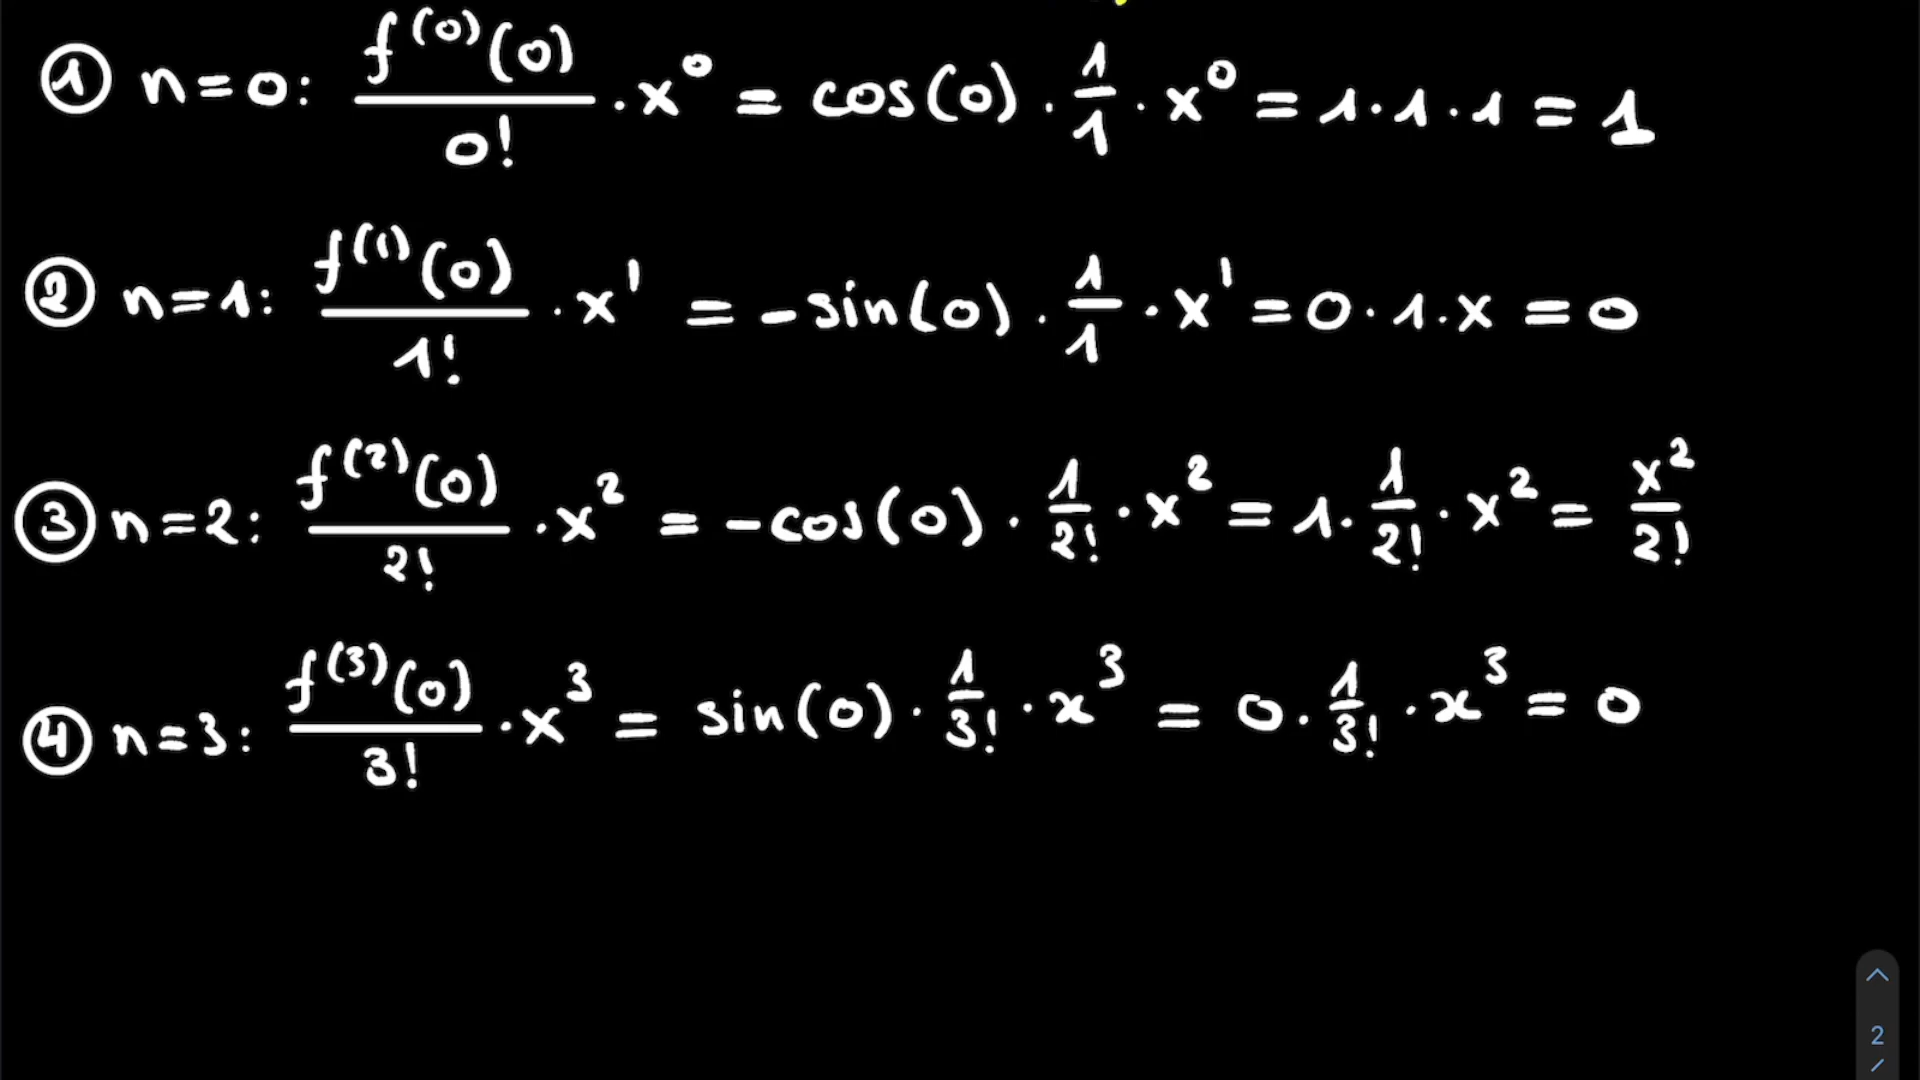 ① n=0: f^(0)(0)/0! · x^0 = cos(0) · 1/1 · x^0 = 1·1·1 = 1
② n=1: f^(1)(0)/1! · x^1 = -sin(0) · 1/1 · x^1 = 0·1·x = 0
③ n=2: f^(2)(0)/2! · x^2 = -cos(0) · 1/2! · x^2 = 1· 1/2! · x^2 = x^2/2!
④ n=3: f^(3)(0)/3! · x^3 = sin(0) · 1/3! · x^3 = 0· 1/3! · x^3 = 0
2
/